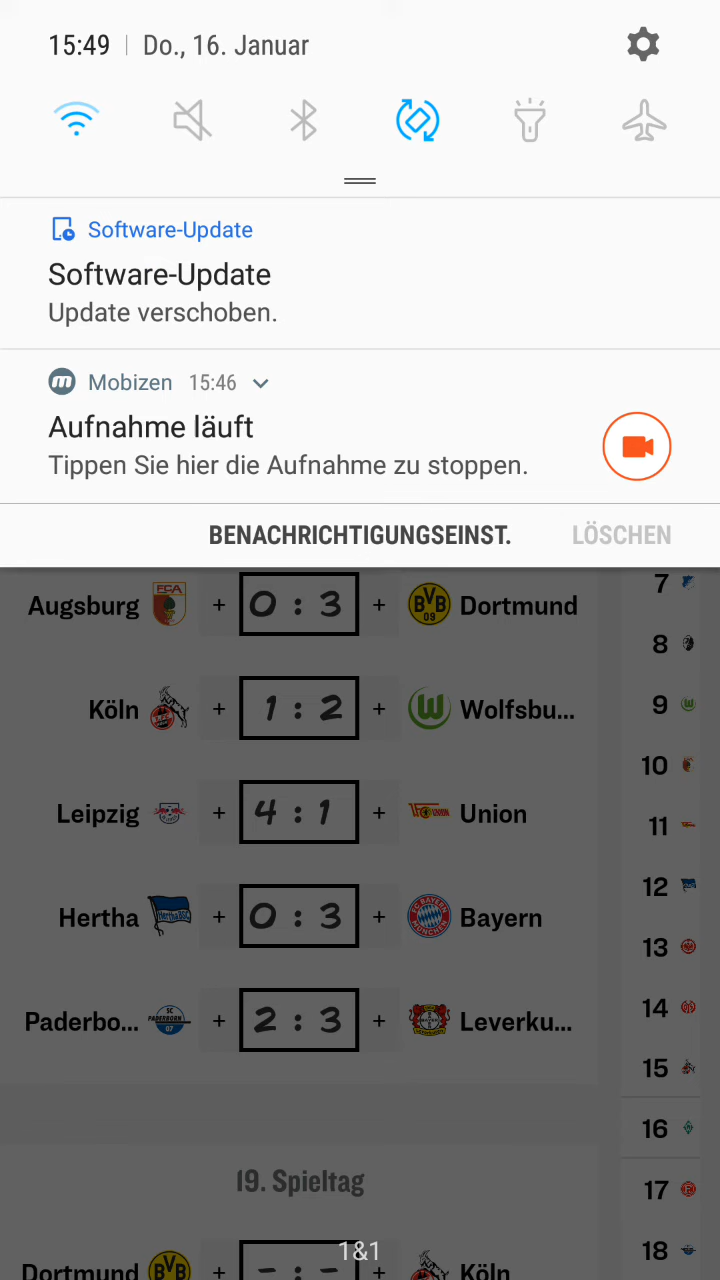 15:49 | Do., 16. Januar
Software-Update
Software-Update
Update verschoben.
Mobizen 15:46
Aufnahme läuft
Tippen Sie hier die Aufnahme zu stoppen.
BENACHRICHTIGUNGSEINST. LÖSCHEN
Augsburg + 0 : 3 + Dortmund
7
8
Köln + 1 : 2 + Wolfsbu...
9
10
Leipzig + 4 : 1 + Union
11
12
Hertha + 0 : 3 + Bayern
13
14
Paderbo... + 2 : 3 + Leverku...
15
16
19. Spieltag
17
18
1&1
Dortmund + - : - + Köln